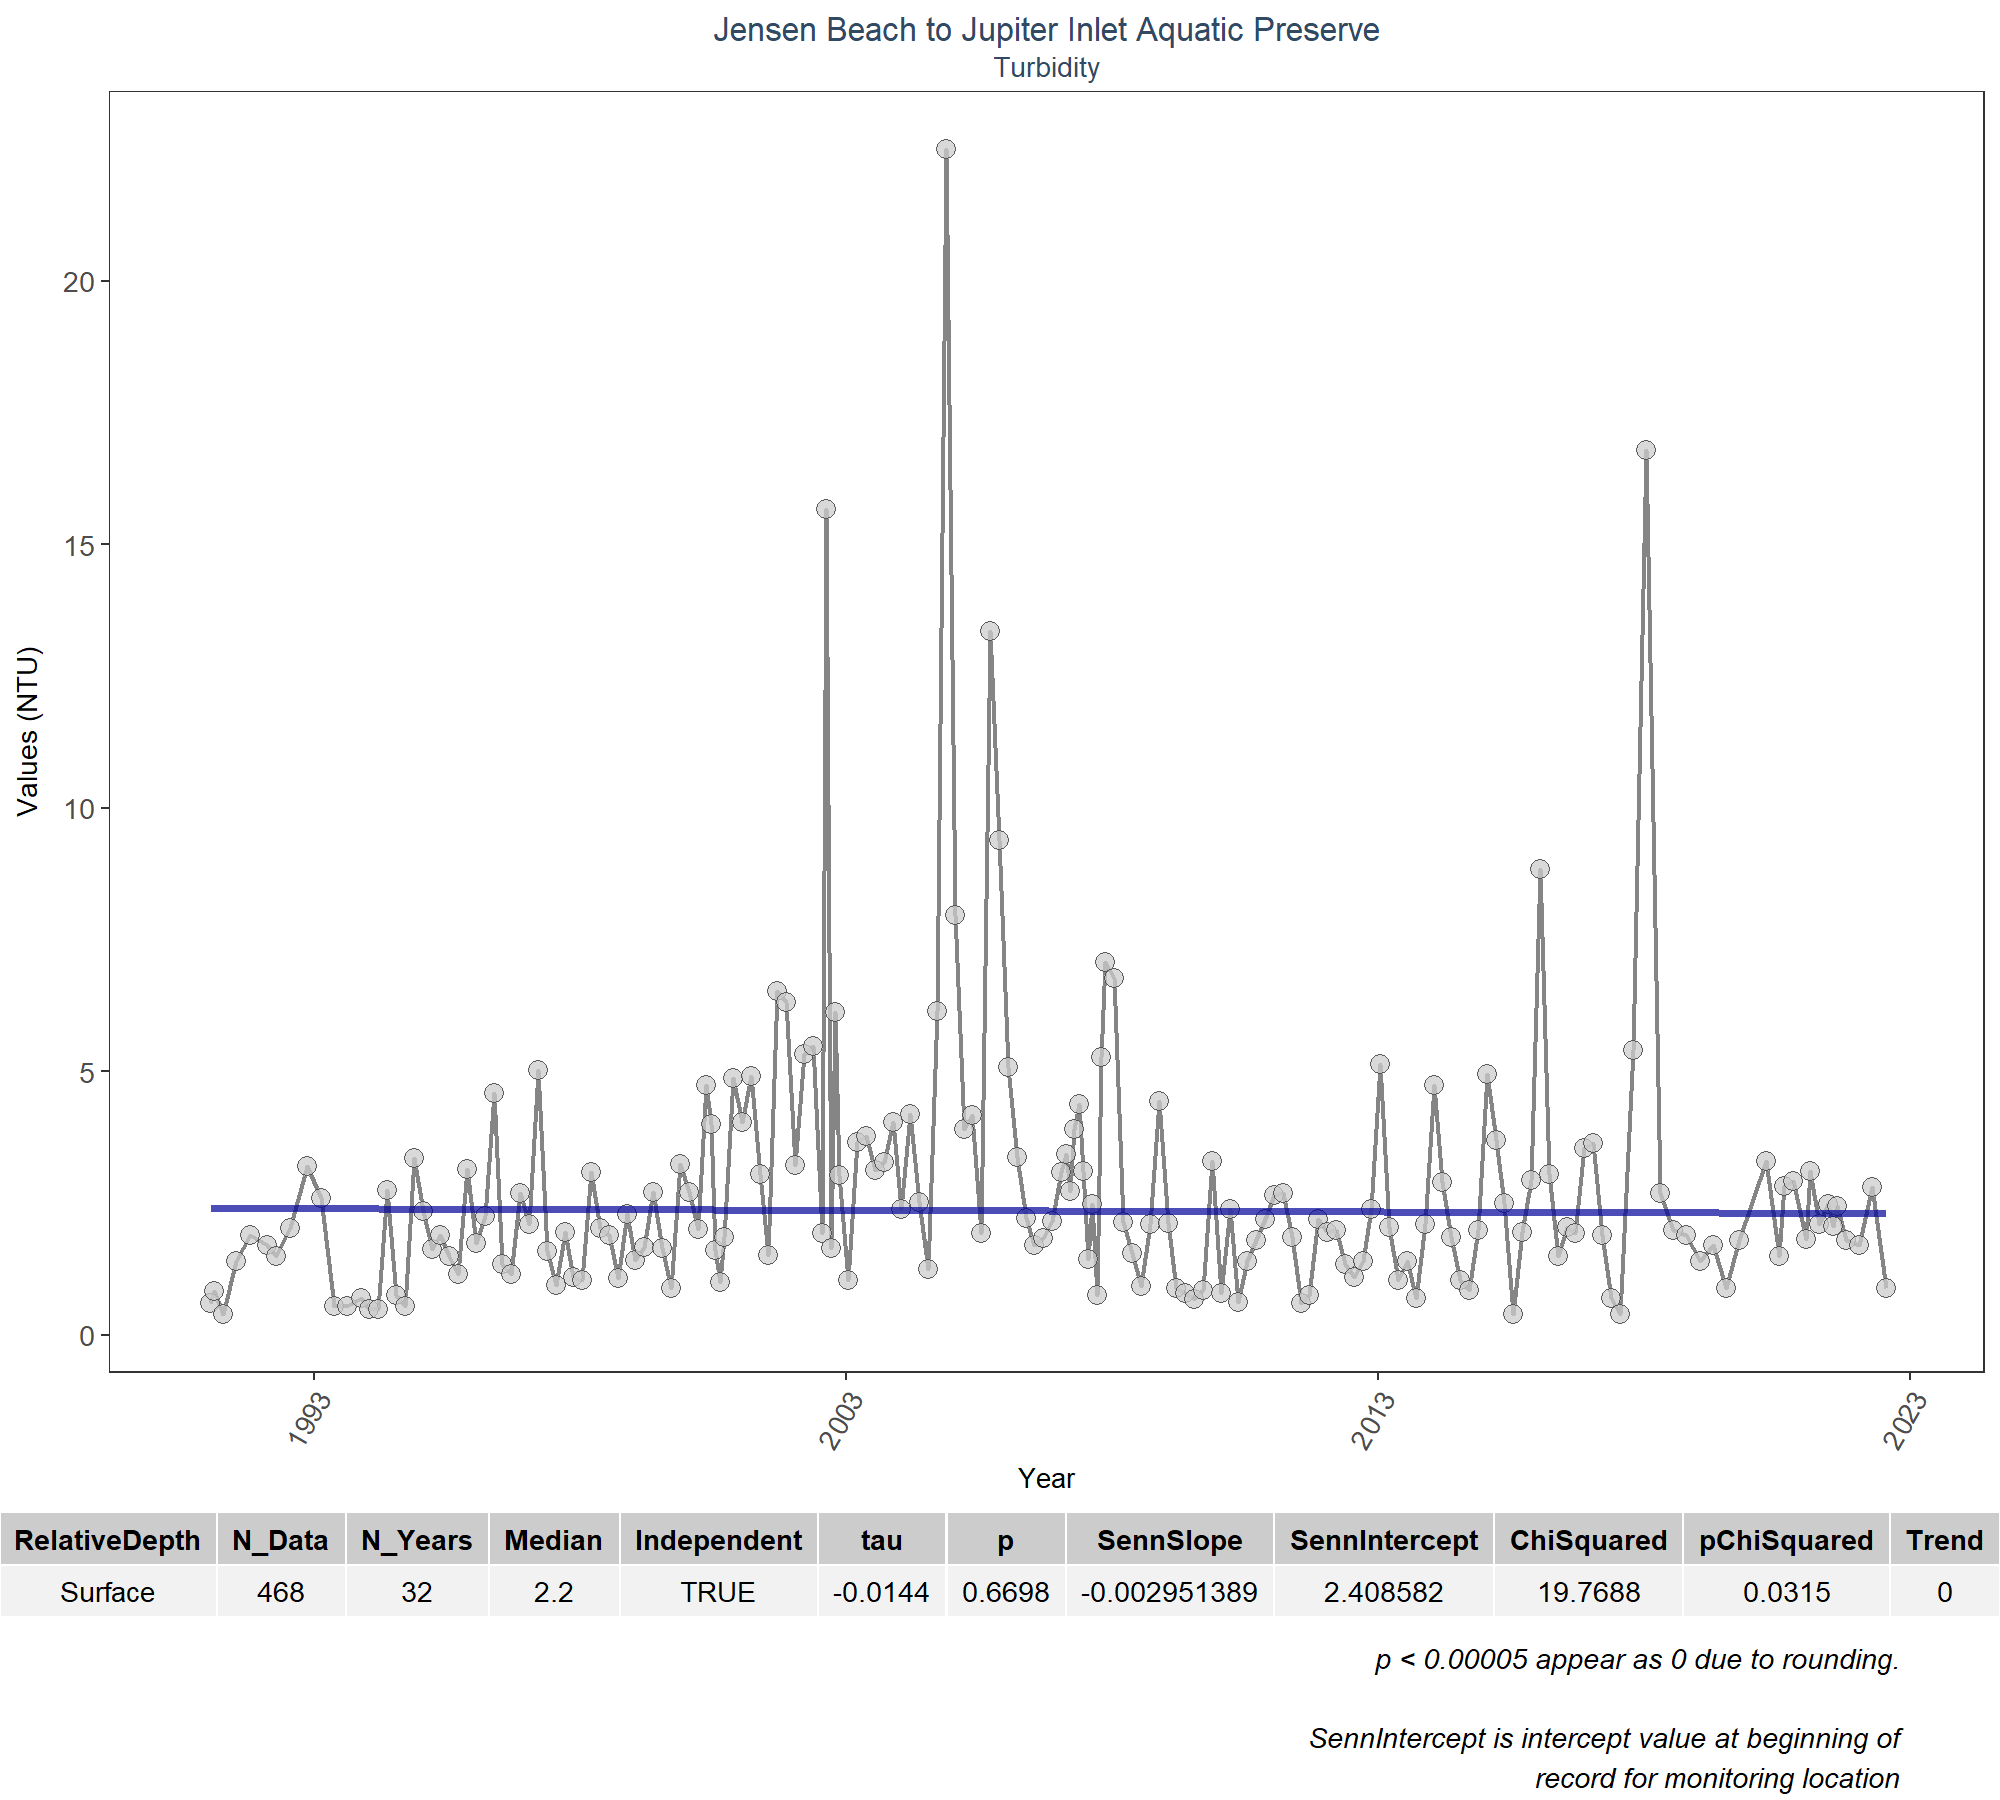 Jensen Beach to Jupiter Inlet Aquatic Preserve
Turbidity
Values (NTU)
20
15
10
5
0
1993 2003 2013 2023
Year
RelativeDepth N_Data N_Years Median Independent tau p SennSlope SennIntercept ChiSquared pChiSquared Trend
Surface 468 32 2.2 TRUE -0.0144 0.6698 -0.002951389 2.408582 19.7688 0.0315 0
p < 0.00005 appear as 0 due to rounding.
SennIntercept is intercept value at beginning of
record for monitoring location